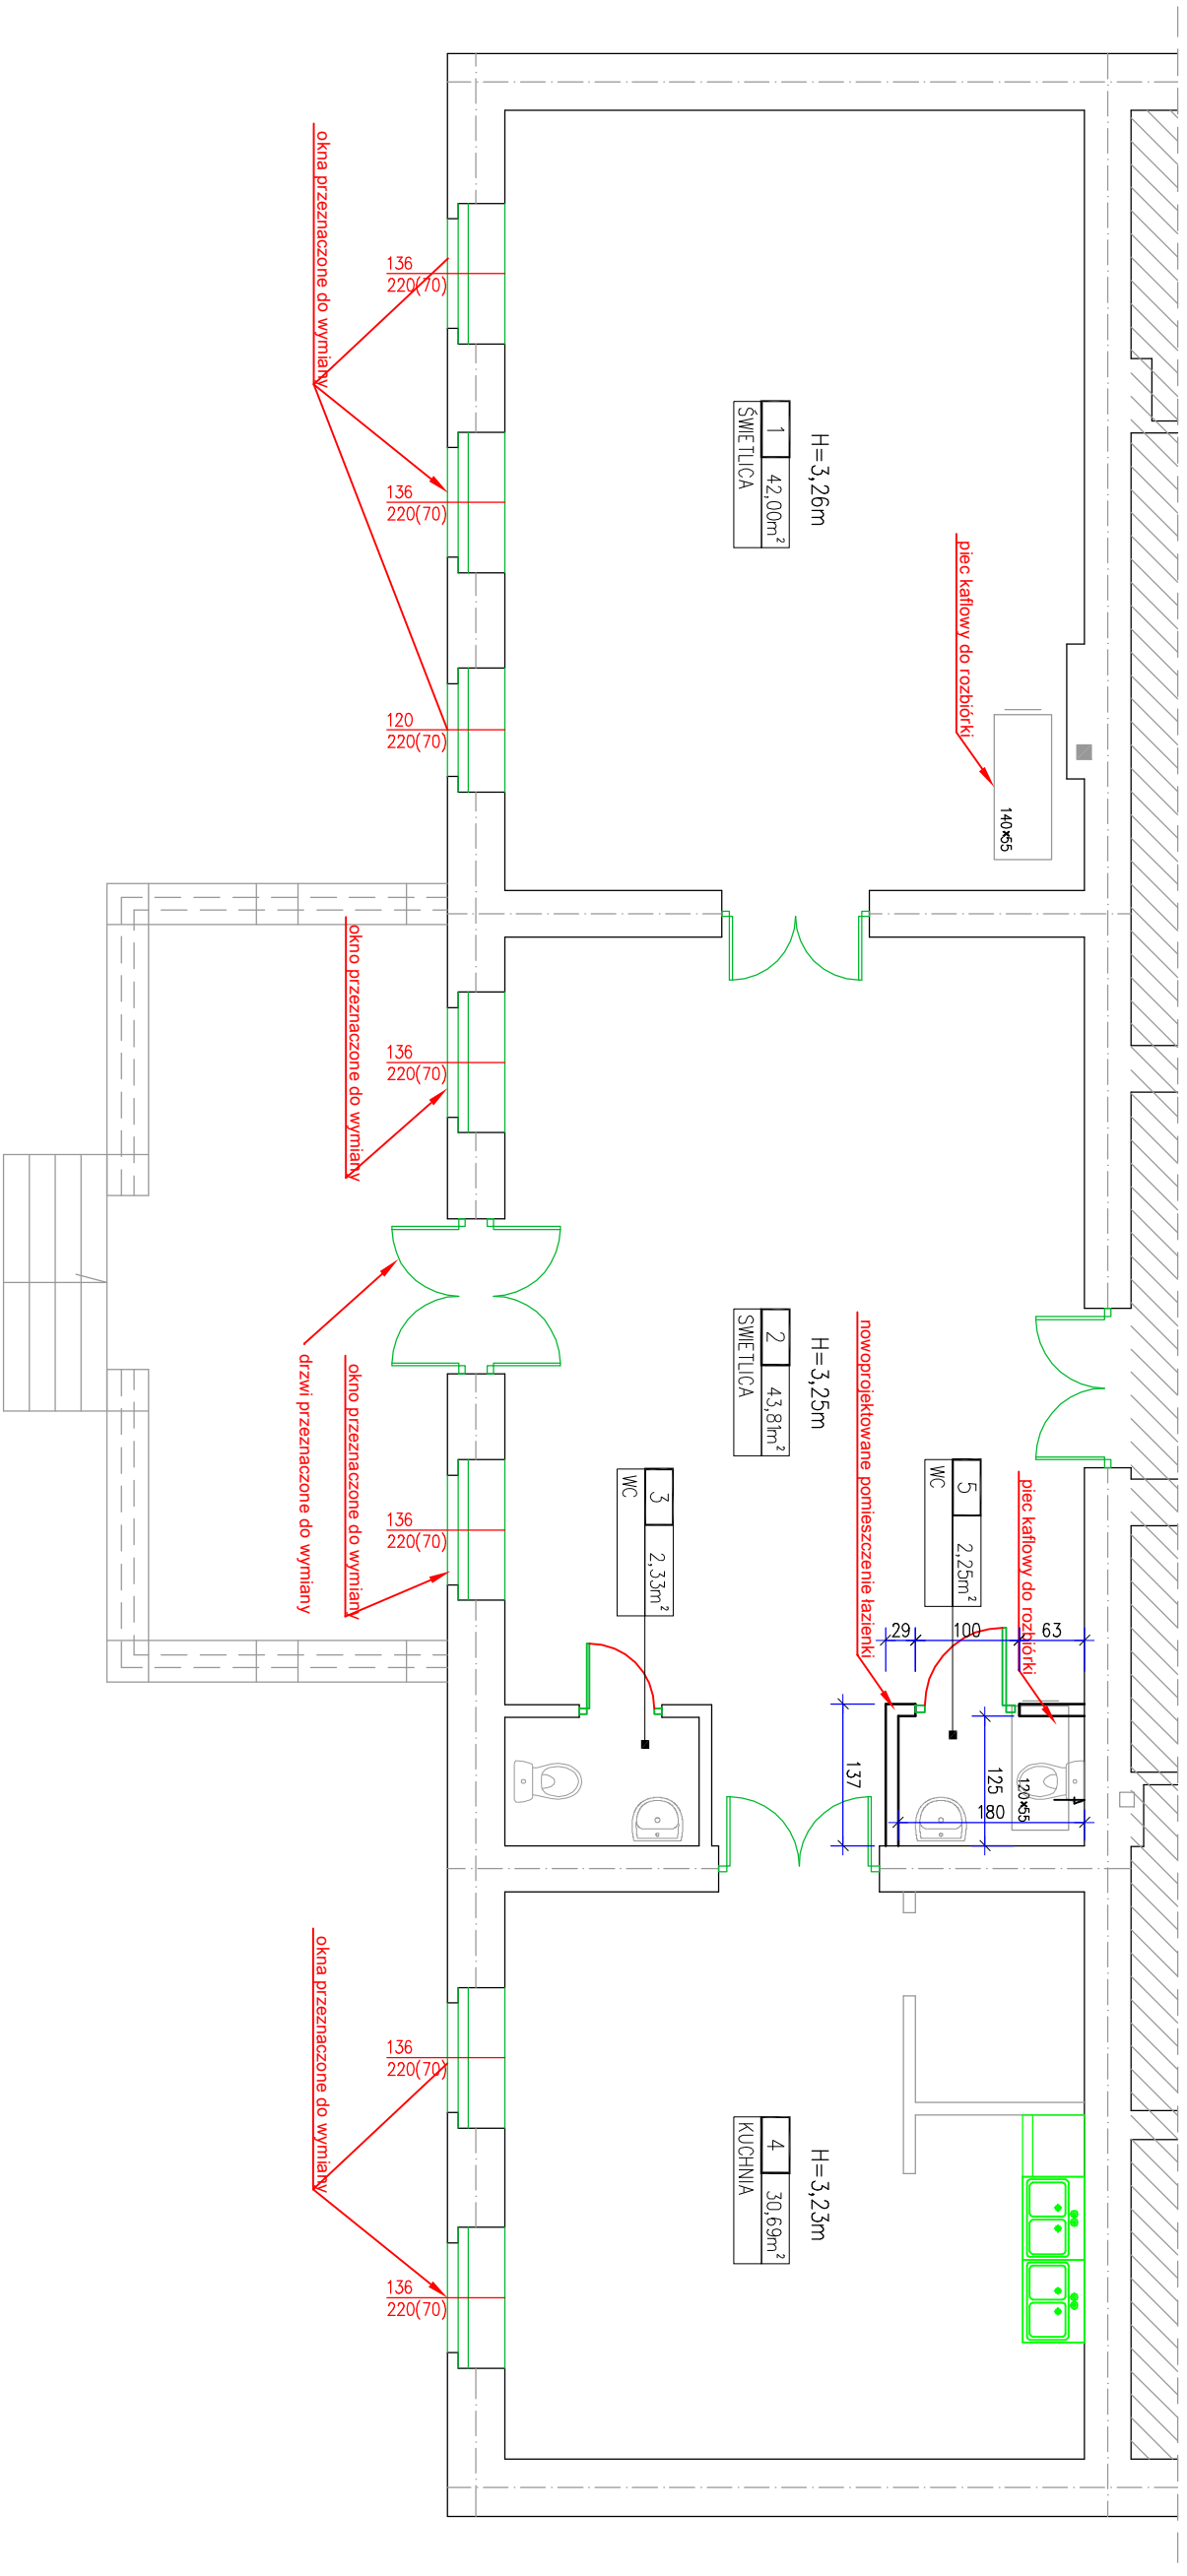 H=3,26m
1 42,00m²
ŚWIETLICA
piec kaflowy do rozbiórki
140x55
okna przeznaczone do wymiany
136
220(70)
136
220(70)
120
220(70)
okno przeznaczone do wymiany
136
220(70)
drzwi przeznaczone do wymiany
okno przeznaczone do wymiany
136
220(70)
H=3,25m
2 43,81m²
ŚWIETLICA
nowoprojektowane pomieszczenie łazienki
piec kaflowy do rozbiórki
5 2,25m²
WC
3 2,33m²
WC
29
100
63
137
125
180
120x55
H=3,23m
4 30,69m²
KUCHNIA
okna przeznaczone do wymiany
136
220(70)
136
220(70)